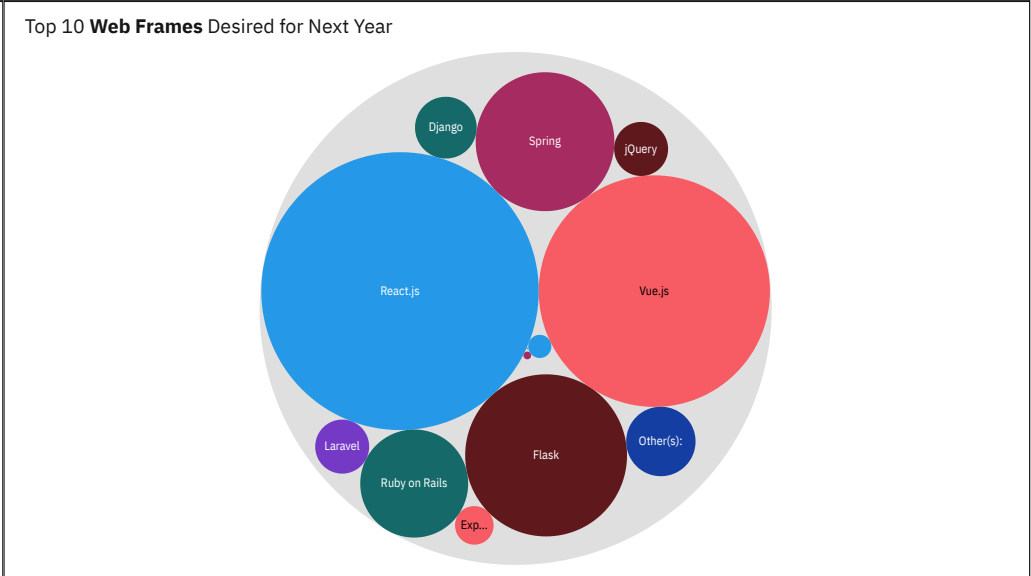 Top 10 Web Frames Desired for Next Year
Django
Spring
jQuery
React.js
Vue.js
Laravel
Ruby on Rails
Flask
Other(s):
Exp...